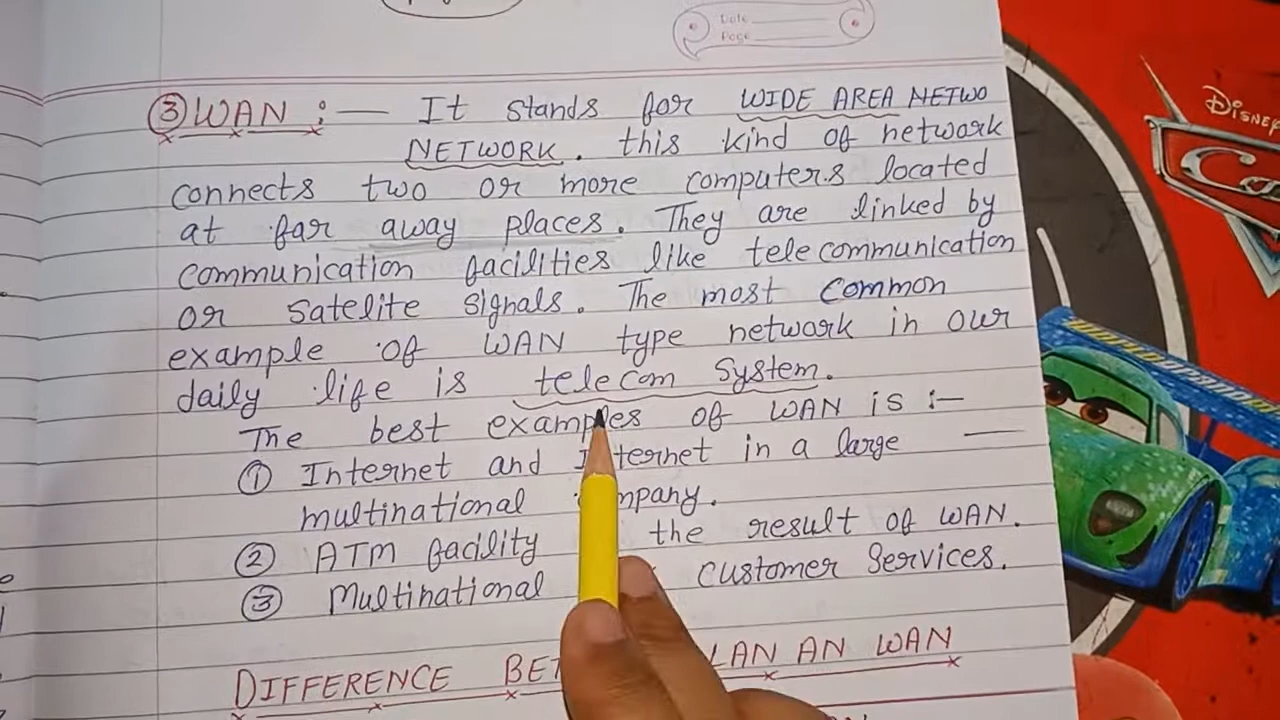 Date
Page
③ WAN :— It stands for WIDE AREA NETWO
NETWORK. this kind of network
connects two or more computers located
at far away places. They are linked by
communication facilities like telecommunication
or satelite signals. The most common
example of WAN type network in our
daily life is telecom system.
The best examples of WAN is :—
① Internet and Internet in a large —
multinational company.
② ATM facility the result of WAN.
③ Multinational customer services.
DIFFERENCE LAN AN WAN
DISNEY